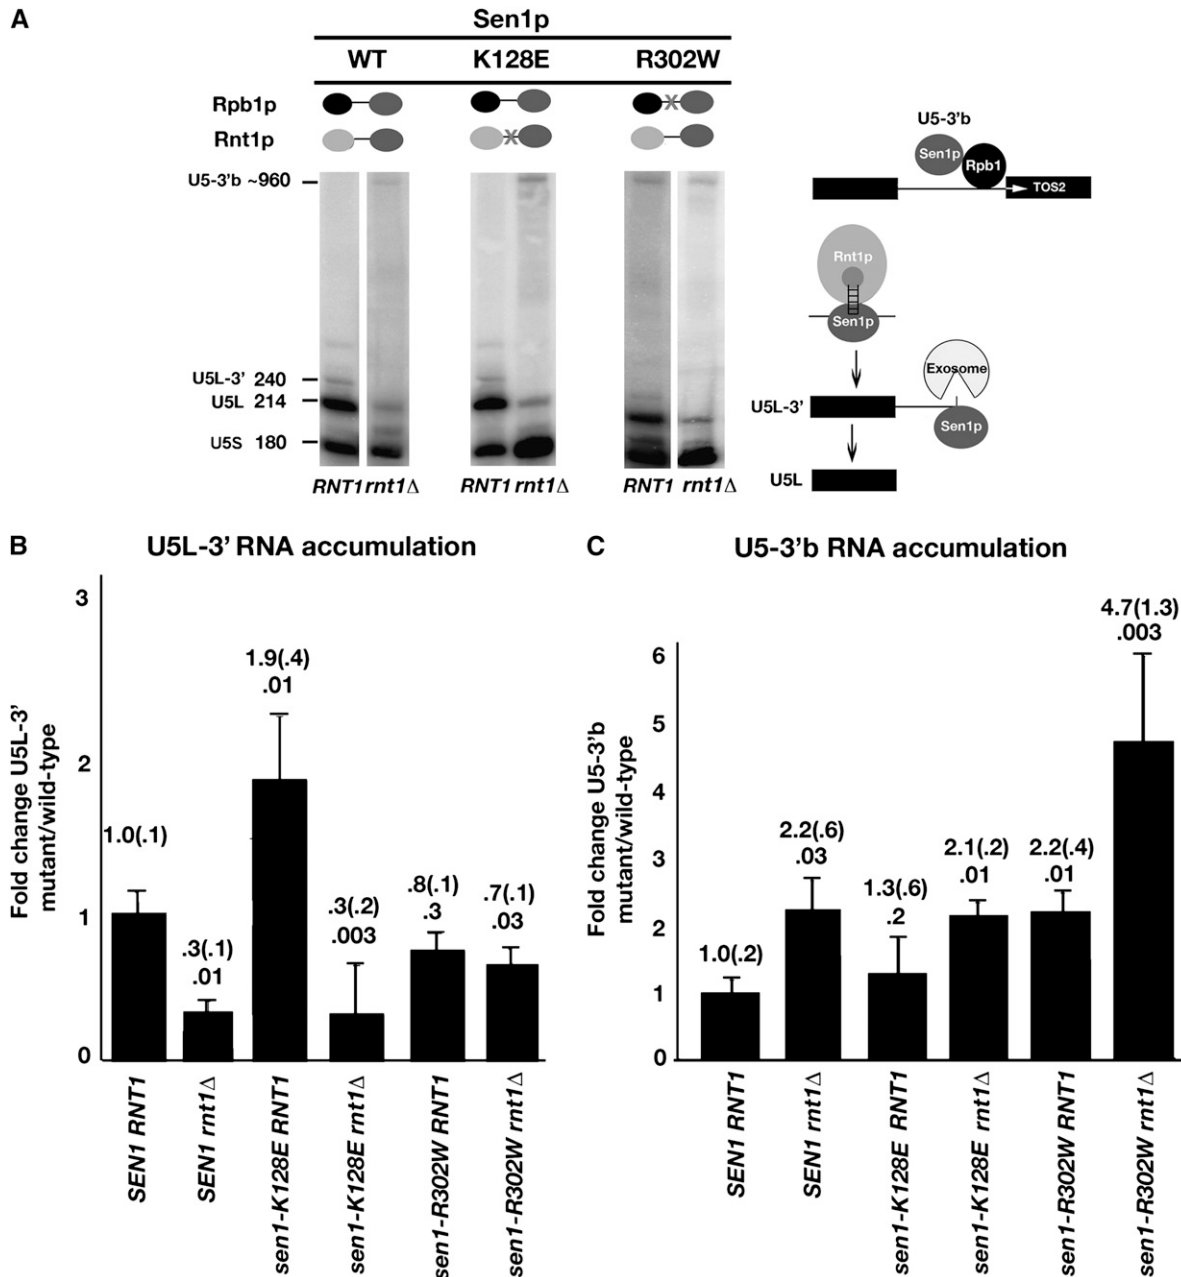 A
Sen1p
WT K128E R302W
Rpb1p
Rnt1p
x
x
U5-3'b ~960
U5L-3' 240
U5L 214
U5S 180
RNT1 rnt1Δ RNT1 rnt1Δ RNT1 rnt1Δ
U5-3'b
Sen1p
Rpb1
TOS2
Rnt1p
Sen1p
Exosome
U5L-3'
Sen1p
U5L
B
U5L-3' RNA accumulation
Fold change U5L-3'
mutant/wild-type
3
2
1
0
1.0(.1)
.3(.1)
.01
1.9(.4)
.01
.3(.2)
.003
.8(.1)
.3
.7(.1)
.03
SEN1 RNT1
SEN1 rnt1Δ
sen1-K128E RNT1
sen1-K128E rnt1Δ
sen1-R302W RNT1
sen1-R302W rnt1Δ
C
U5-3'b RNA accumulation
Fold change U5-3'b
mutant/wild-type
6
5
4
3
2
1
0
1.0(.2)
2.2(.6)
.03
1.3(.6)
.2
2.1(.2)
.01
2.2(.4)
.01
4.7(1.3)
.003
SEN1 RNT1
SEN1 rnt1Δ
sen1-K128E RNT1
sen1-K128E rnt1Δ
sen1-R302W RNT1
sen1-R302W rnt1Δ